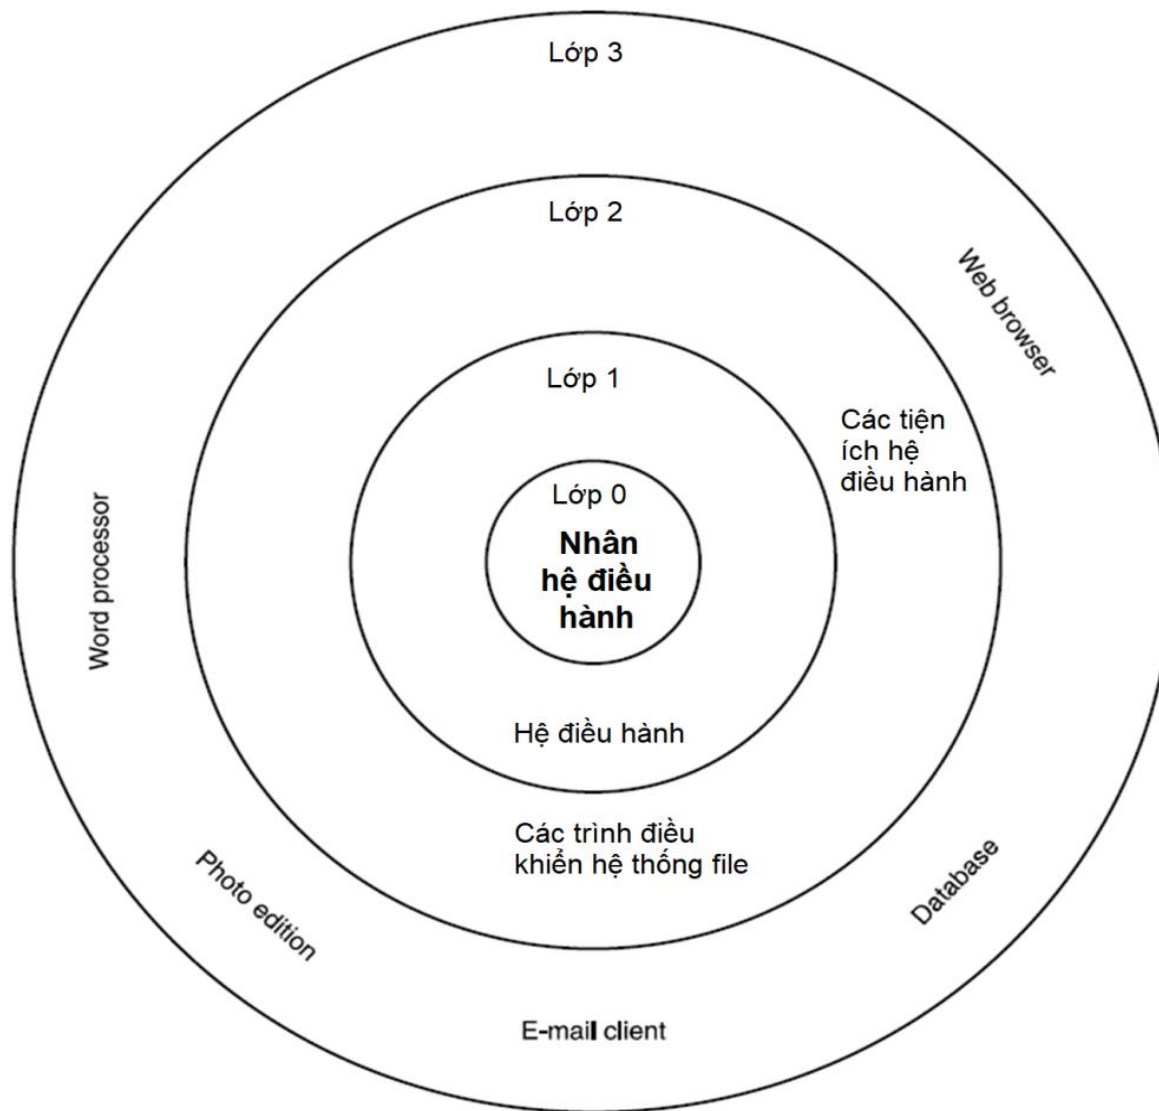 Lớp 3
Lớp 2
Web browser
Lớp 1
Các tiện
ích hệ
điều hành
Lớp 0
Nhân
hệ điều
hành
Word processor
Hệ điều hành
Các trình điều
khiển hệ thống file
Photo edition
Database
E-mail client